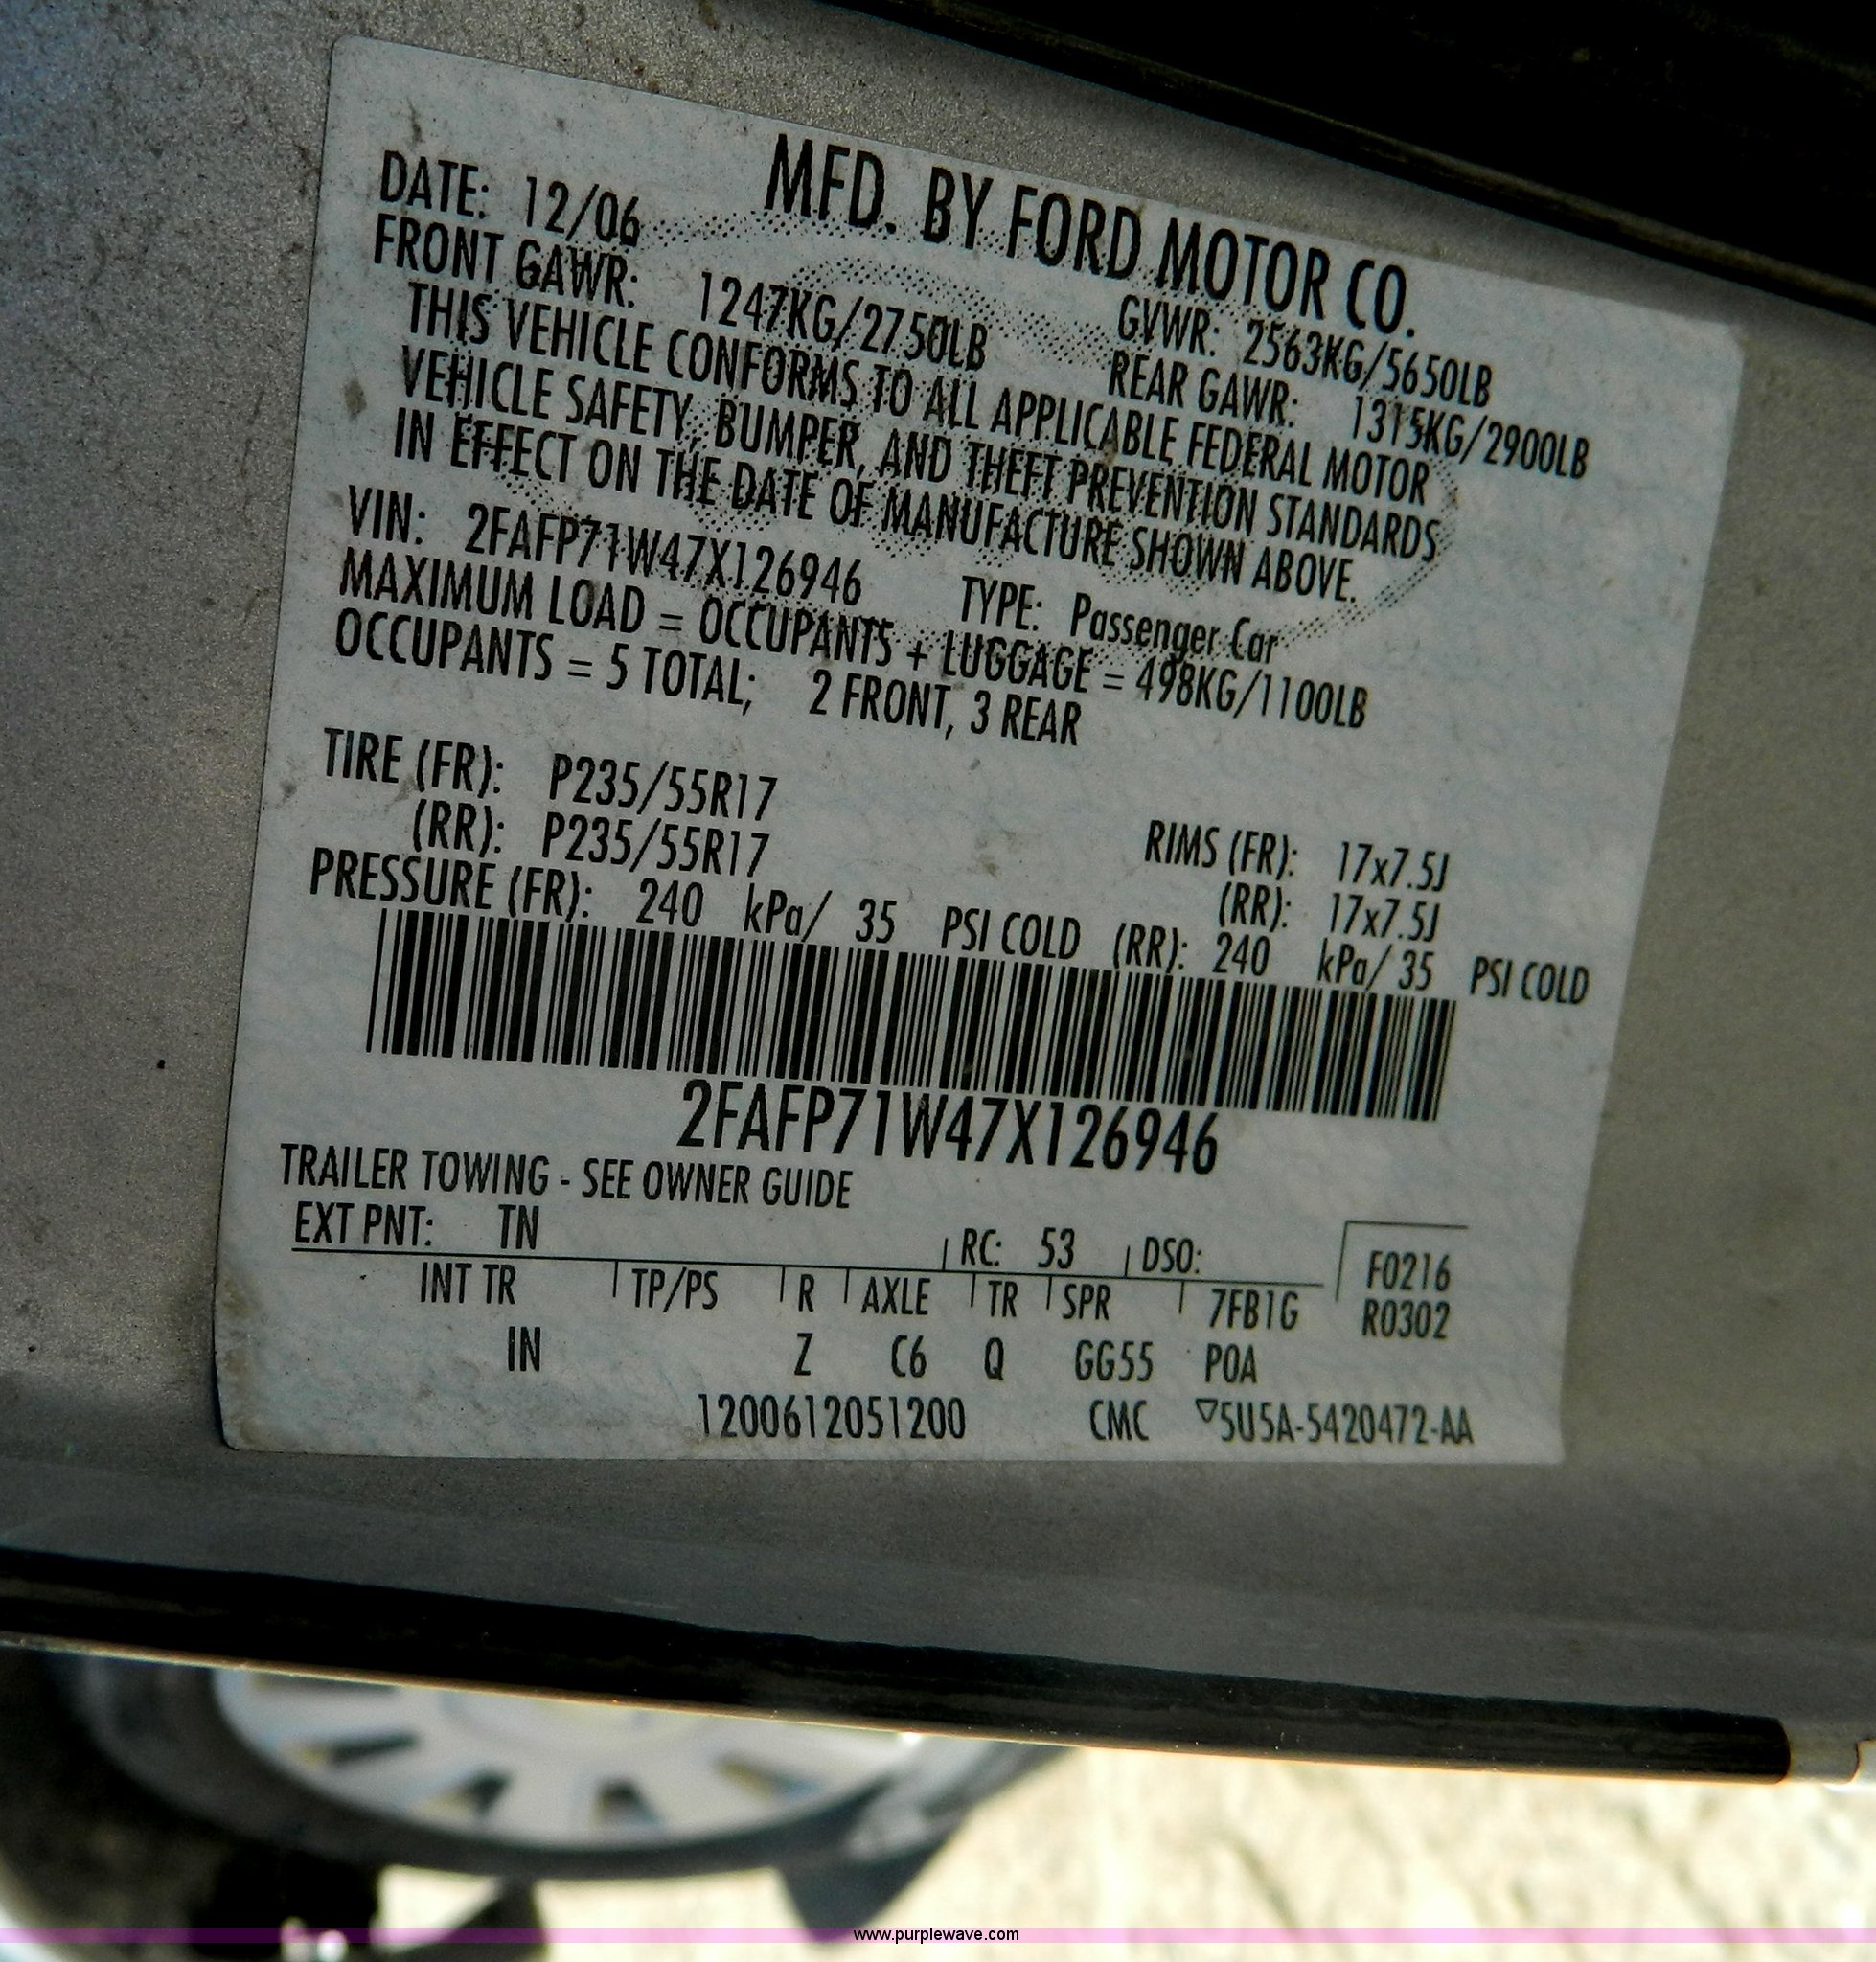 MFD. BY FORD MOTOR CO.
DATE: 12/06 GVWR: 2563KG/5650LB
FRONT GAWR: 1247KG/2750LB REAR GAWR: 1315KG/2900LB
THIS VEHICLE CONFORMS TO ALL APPLICABLE FEDERAL MOTOR
VEHICLE SAFETY, BUMPER, AND THEFT PREVENTION STANDARDS
IN EFFECT ON THE DATE OF MANUFACTURE SHOWN ABOVE.
VIN: 2FAFP71W47X126946 TYPE: Passenger Car
MAXIMUM LOAD = OCCUPANTS + LUGGAGE = 498KG/1100LB
OCCUPANTS = 5 TOTAL; 2 FRONT, 3 REAR
TIRE (FR): P235/55R17 RIMS (FR): 17x7.5J
(RR): P235/55R17 (RR): 17x7.5J
PRESSURE (FR): 240 kPa/ 35 PSI COLD (RR): 240 kPa/ 35 PSI COLD
2FAFP71W47X126946
TRAILER TOWING - SEE OWNER GUIDE
EXT PNT: TN RC: 53 DSO: F0216
INT TR TP/PS R AXLE TR SPR 7FB1G R0302
IN Z C6 Q GG55 POA
1200612051200 CMC ▽5U5A-5420472-AA
www.purplewave.com